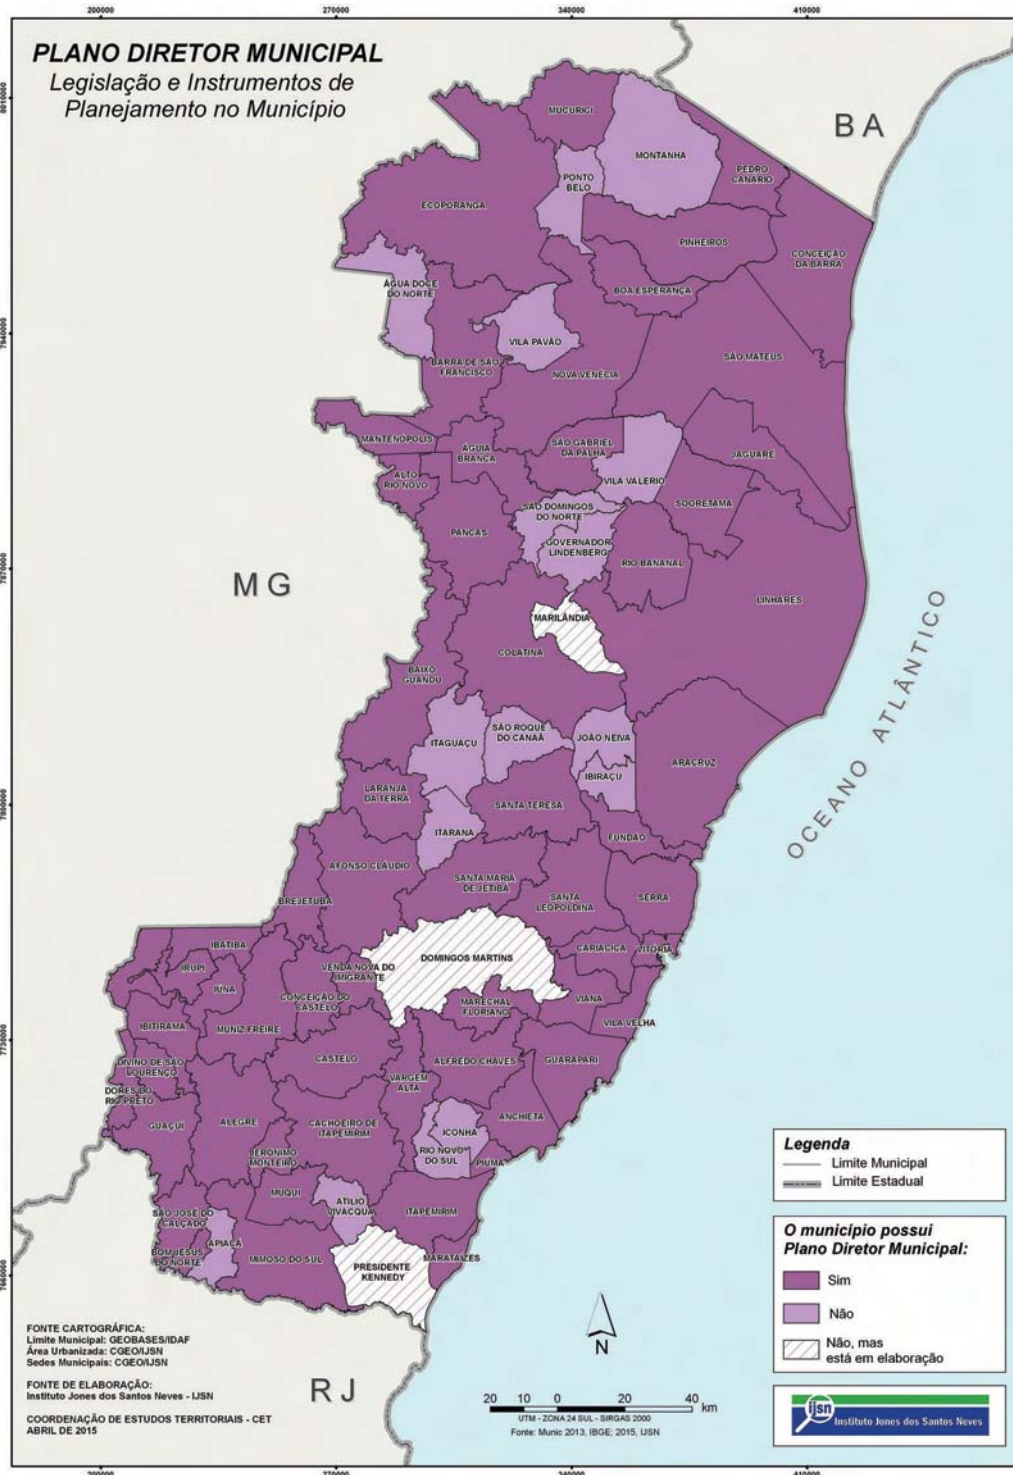 200000
270000
340000
410000
PLANO DIRETOR MUNICIPAL
Legislação e Instrumentos de
Planejamento no Município
8010000
7940000
7870000
7800000
7730000
7660000
BA
MG
RJ
OCEANO ATLÂNTICO
MUCURICI
MONTANHA
PEDRO
CANÁRIO
PONTO
BELO
ECOPORANGA
PINHEIROS
CONCEIÇÃO
DA BARRA
ÁGUA DOCE
DO NORTE
BOA ESPERANÇA
VILA PAVÃO
SÃO MATEUS
BARRA DE SÃO
FRANCISCO
NOVA VENÉCIA
MANTENÓPOLIS
ÁGUIA
BRANCA
SÃO GABRIEL
DA PALHA
JAGUARÉ
ALTO
RIO NOVO
VILA VALÉRIO
SOORETAMA
SÃO DOMINGOS
DO NORTE
PANCAS
GOVERNADOR
LINDENBERG
RIO BANANAL
LINHARES
MARILÂNDIA
COLATINA
BAIXO
GUANDU
SÃO ROQUE
DO CANAÃ
JOÃO NEIVA
ITAGUAÇU
IBIRAÇU
ARACRUZ
LARANJA
DA TERRA
SANTA TERESA
ITARANA
FUNDÃO
AFONSO CLÁUDIO
SANTA MARIA
DE JETIBÁ
SANTA
LEOPOLDINA
SERRA
BREJETUBA
IBATIBA
CARIACICA
VITÓRIA
IRUPI
VENDA NOVA DO
IMIGRANTE
DOMINGOS MARTINS
IÚNA
CONCEIÇÃO DO
CASTELO
MARECHAL
FLORIANO
VIANA
VILA VELHA
IBITIRAMA
MUNIZ FREIRE
CASTELO
ALFREDO CHAVES
GUARAPARI
DIVINO DE SÃO
LOURENÇO
VARGEM
ALTA
DORES DO
RIO PRETO
GUAÇUÍ
ALEGRE
CACHOEIRO DE
ITAPEMIRIM
ANCHIETA
ICONHA
RIO NOVO
DO SUL
PIÚMA
JERÔNIMO
MONTEIRO
MUQUI
ATILIO
VIVACQUA
ITAPEMIRIM
SÃO JOSÉ DO
CALÇADO
APIACÁ
BOM JESUS
DO NORTE
MIMOSO DO SUL
PRESIDENTE
KENNEDY
MARATAÍZES
Legenda
Limite Municipal
Limite Estadual
O município possui
Plano Diretor Municipal:
Sim
Não
Não, mas
está em elaboração
FONTE CARTOGRÁFICA:
Limite Municipal: GEOBASES/IDAF
Área Urbanizada: CGEO/IJSN
Sedes Municipais: CGEO/IJSN
FONTE DE ELABORAÇÃO:
Instituto Jones dos Santos Neves - IJSN
COORDENAÇÃO DE ESTUDOS TERRITORIAIS - CET
ABRIL DE 2015
N
20 10 0 20 40 km
UTM - ZONA 24 SUL - SIRGAS 2000
Fonte: Munic 2013, IBGE; 2015, IJSN
ijsn
Instituto Jones dos Santos Neves
200000
270000
340000
410000